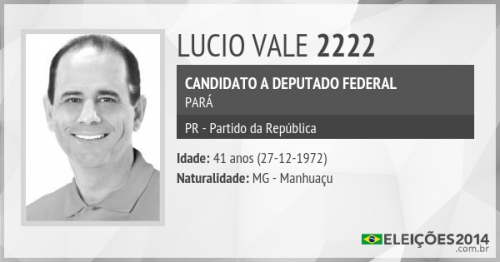 LUCIO VALE 2222
CANDIDATO A DEPUTADO FEDERAL
PARÁ
PR - Partido da República
Idade: 41 anos (27-12-1972)
Naturalidade: MG - Manhuaçu
ELEIÇÕES2014
.com.br